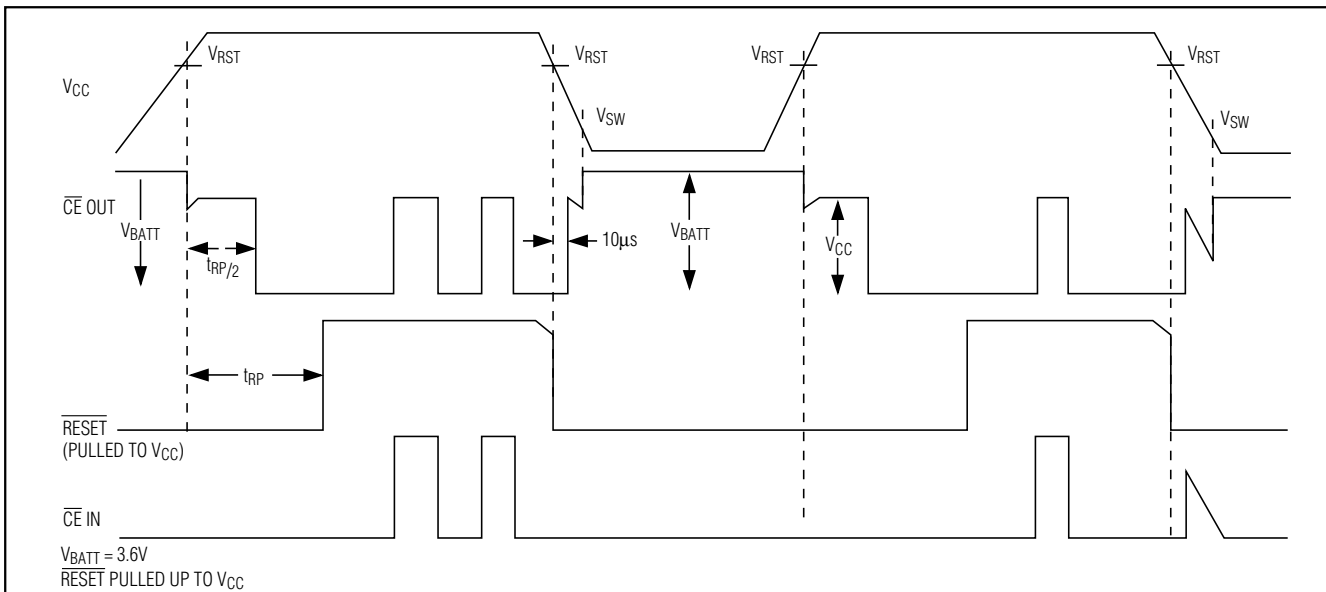 VRST
VRST
VRST
VRST
VCC
VSW
VSW
CE OUT
VBATT
tRP/2
10µs
VBATT
VCC
tRP
RESET
(PULLED TO VCC)
CE IN
VBATT = 3.6V
RESET PULLED UP TO VCC